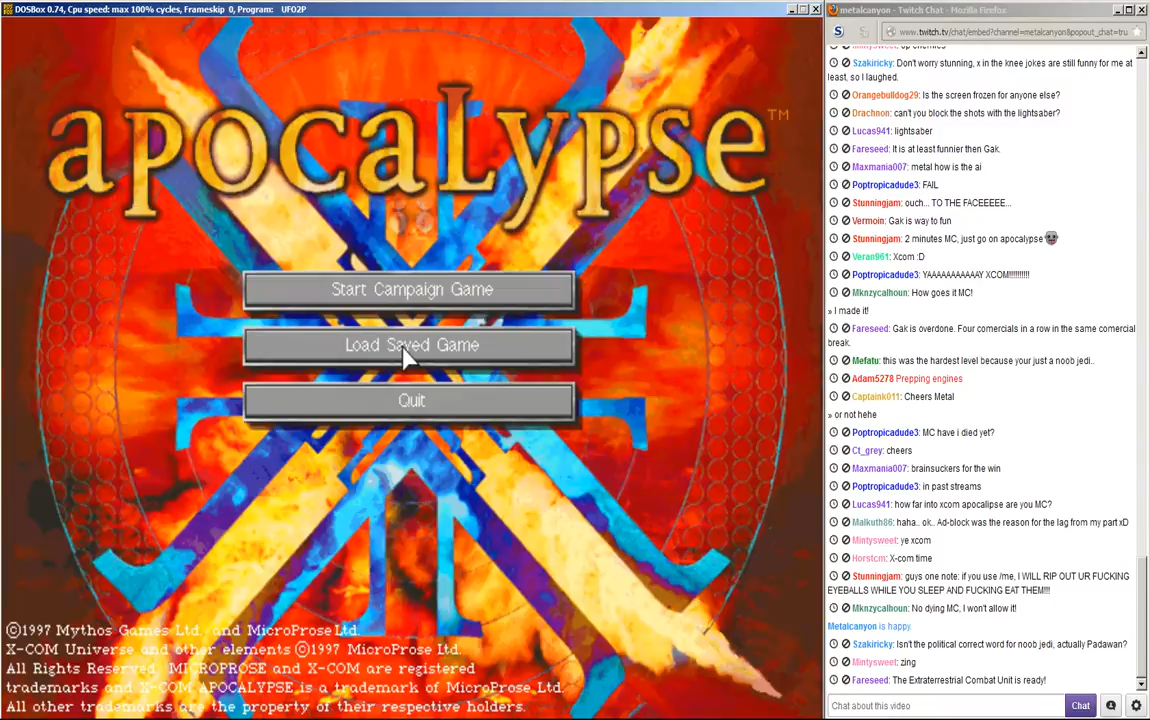 DOSBox 0.74, Cpu speed: max 100% cycles, Frameskip 0, Program: UFO2P
apocalypse
TM
Start Campaign Game
Load Saved Game
Quit
©1997 Mythos Games Ltd. and MicroProse Ltd.
X-COM Universe and other elements ©1997 MicroProse Ltd.
All Rights Reserved. MICROPROSE and X-COM are registered
trademarks and X-COM APOCALYPSE is a trademark of MicroProse Ltd.
All other trademarks are the property of their respective holders.
metalcanyon - Twitch Chat - Mozilla Firefox
www.twitch.tv/chat/embed?channel=metalcanyon&popout_chat=tru
Szakiricky: Don't worry stunning, x in the knee jokes are still funny for me at
least, so I laughed.
Orangebulldog29: Is the screen frozen for anyone else?
Drachnon: can't you block the shots with the lightsaber?
Lucas941: lightsaber
Fareseed: It is at least funnier then Gak.
Maxmania007: metal how is the ai
Poptropicadude3: FAIL
Stunningjam: ouch... TO THE FACEEEEE...
Vermoin: Gak is way to fun
Stunningjam: 2 minutes MC, just go on apocalypse
Veran961: Xcom :D
Poptropicadude3: YAAAAAAAAAAY XCOM!!!!!!!!!!
Mknzycalhoun: How goes it MC!
» I made it!
Fareseed: Gak is overdone. Four comercials in a row in the same comercial
break.
Mefatu: this was the hardest level because your just a noob jedi..
Adam5278 Prepping engines
Captaink011: Cheers Metal
» or not hehe
Poptropicadude3: MC have i died yet?
Ct_grey: cheers
Maxmania007: brainsuckers for the win
Poptropicadude3: in past streams
Lucas941: how far into xcom apocalipse are you MC?
Malkuth86: haha.. ok.. Ad-block was the reason for the lag from my part xD
Mintysweet: ye xcom
Horstcm: X-com time
Stunningjam: guys one note: if you use /me, I WILL RIP OUT UR FUCKING
EYEBALLS WHILE YOU SLEEP AND FUCKING EAT THEM!!!!
Mknzycalhoun: No dying MC, I won't allow it!
Metalcanyon is happy.
Szakiricky: Isn't the political correct word for noob jedi, actually Padawan?
Mintysweet: zing
Fareseed: The Extraterrestrial Combat Unit is ready!
Chat about this video
Chat